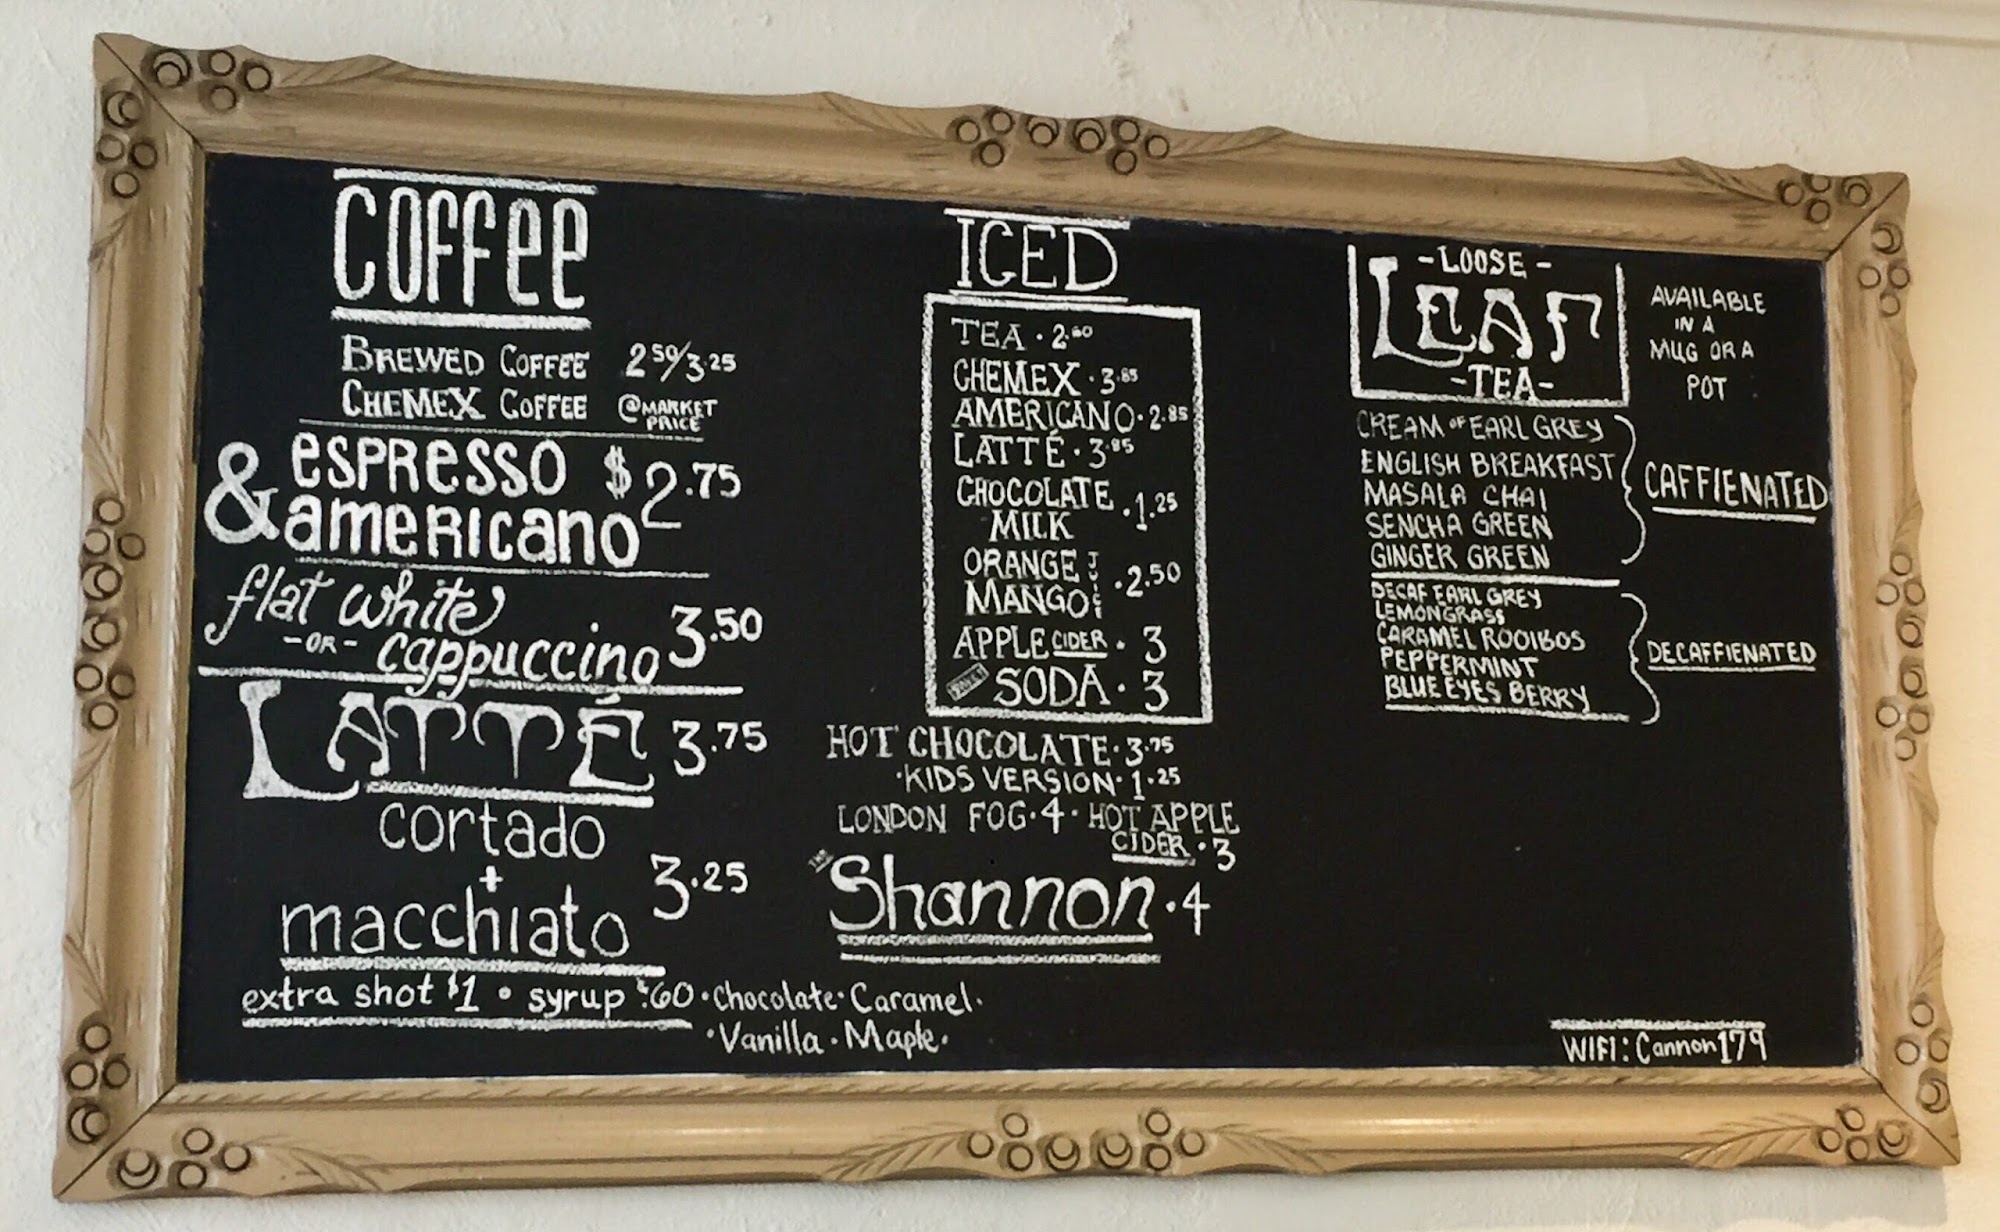 COFFEE
BREWED COFFEE 2.50/3.25
CHEMEX COFFEE @MARKET PRICE
& espresso americano $2.75
flat white -OR- cappuccino 3.50
LATTÉ 3.75
cortado
+
macchiato 3.25
extra shot $1 • syrup $.60 • Chocolate • Caramel •
• Vanilla • Maple •
ICED
TEA • 2.60
CHEMEX • 3.85
AMERICANO • 2.85
LATTÉ • 3.85
CHOCOLATE
MILK • 1.25
ORANGE
MANGO JUICE • 2.50
APPLE CIDER • 3
SODA • 3
HOT CHOCOLATE • 3.75
• KIDS VERSION • 1.25
LONDON FOG • 4 • HOT APPLE
CIDER • 3
THE Shannon • 4
-LOOSE-
LEAF
-TEA-
AVAILABLE
IN A
MUG OR A
POT
CREAM OF EARL GREY
ENGLISH BREAKFAST
MASALA CHAI
SENCHA GREEN
GINGER GREEN
CAFFIENATED
DECAF EARL GREY
LEMONGRASS
CARAMEL ROOIBOS
PEPPERMINT
BLUE EYES BERRY
DECAFFIENATED
WIFI: Cannon179